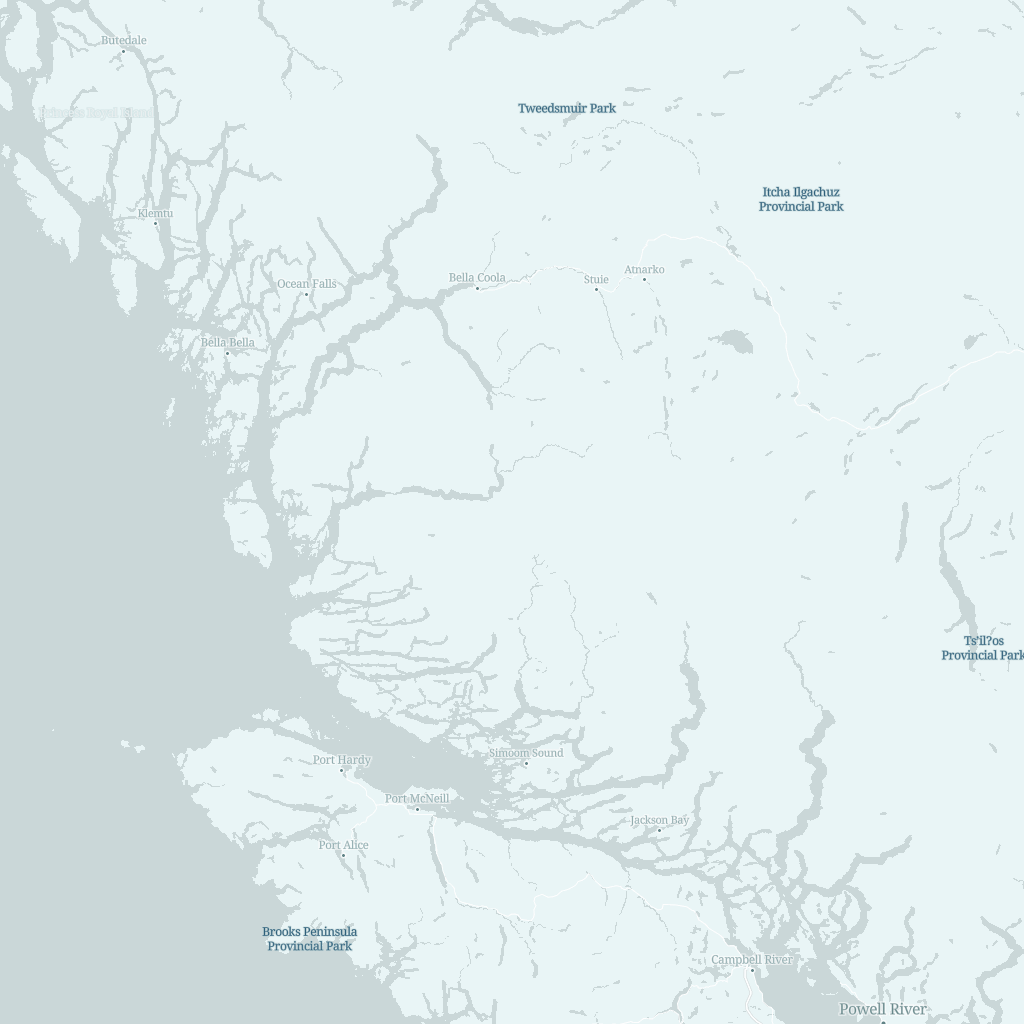 Butedale
Tweedsmuir Park
Itcha Ilgachuz
Provincial Park
Klemtu
Ocean Falls
Bella Coola
Stuie
Atnarko
Bella Bella
Ts'il?os
Provincial Park
Simoom Sound
Port Hardy
Port McNeill
Jackson Bay
Port Alice
Brooks Peninsula
Provincial Park
Campbell River
Powell River